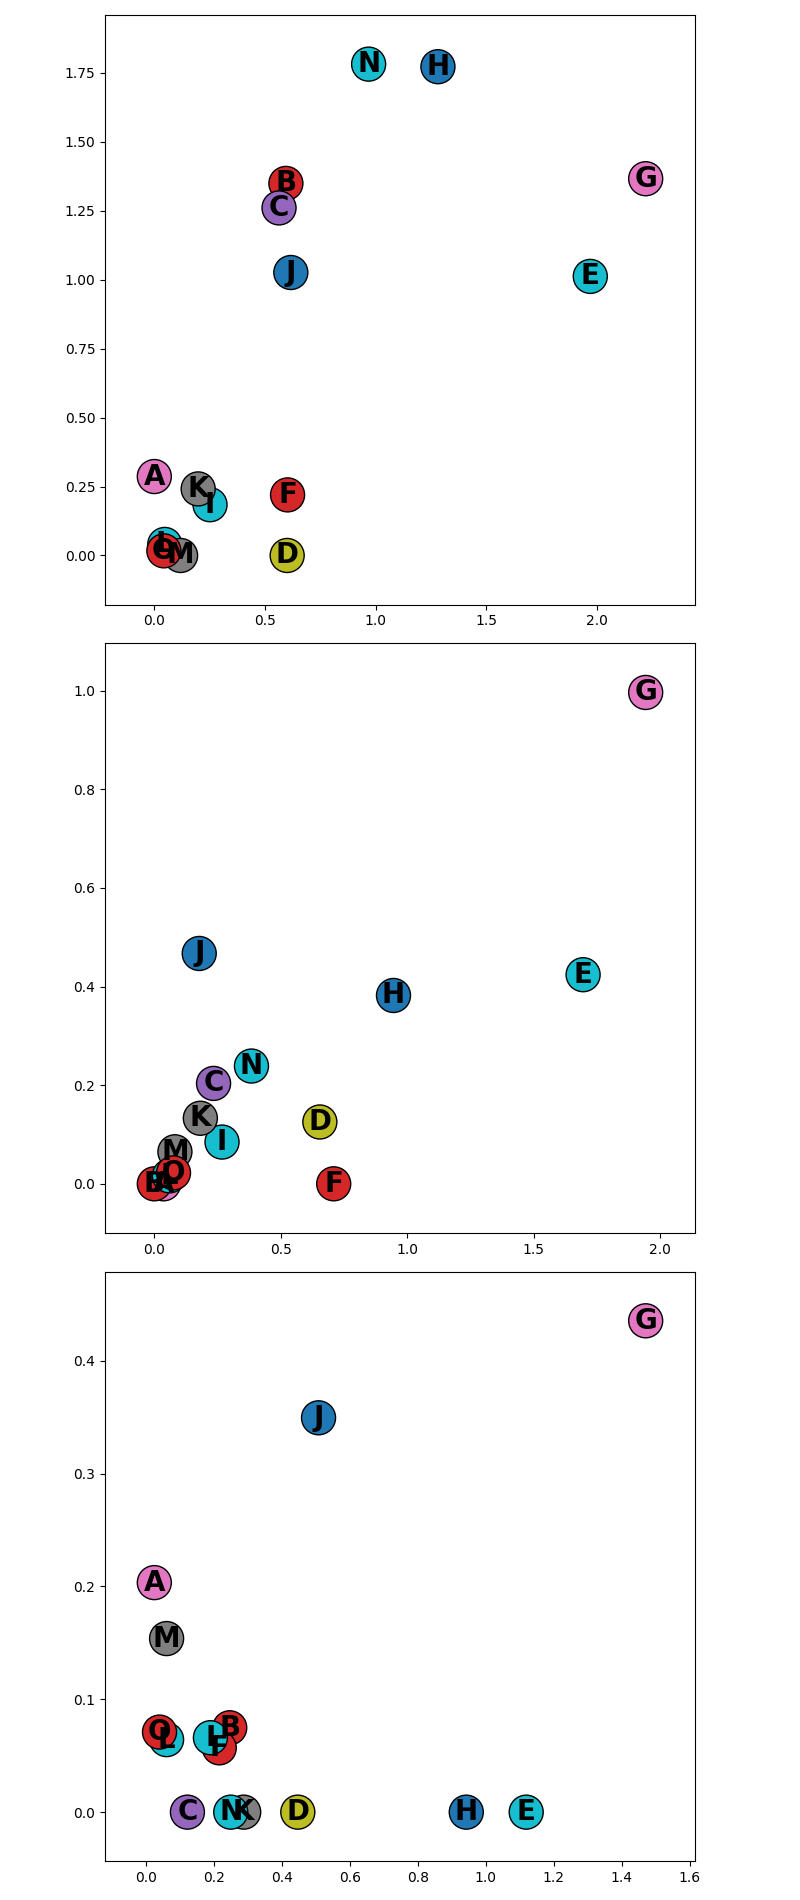 N H
1.75
1.50
B G
C
1.25
J E
1.00
0.75
0.50
A K F
I
0.25
L
O M D
0.00
0.0 0.5 1.0 1.5 2.0
G
1.0
0.8
0.6
J
E
H
0.4
N
C
0.2
K D
I
M
O
B F
0.0
0.0 0.5 1.0 1.5 2.0
G
0.4
J
0.3
A
0.2
M
0.1
O B
L I F
C N K D H E
0.0
0.0 0.2 0.4 0.6 0.8 1.0 1.2 1.4 1.6